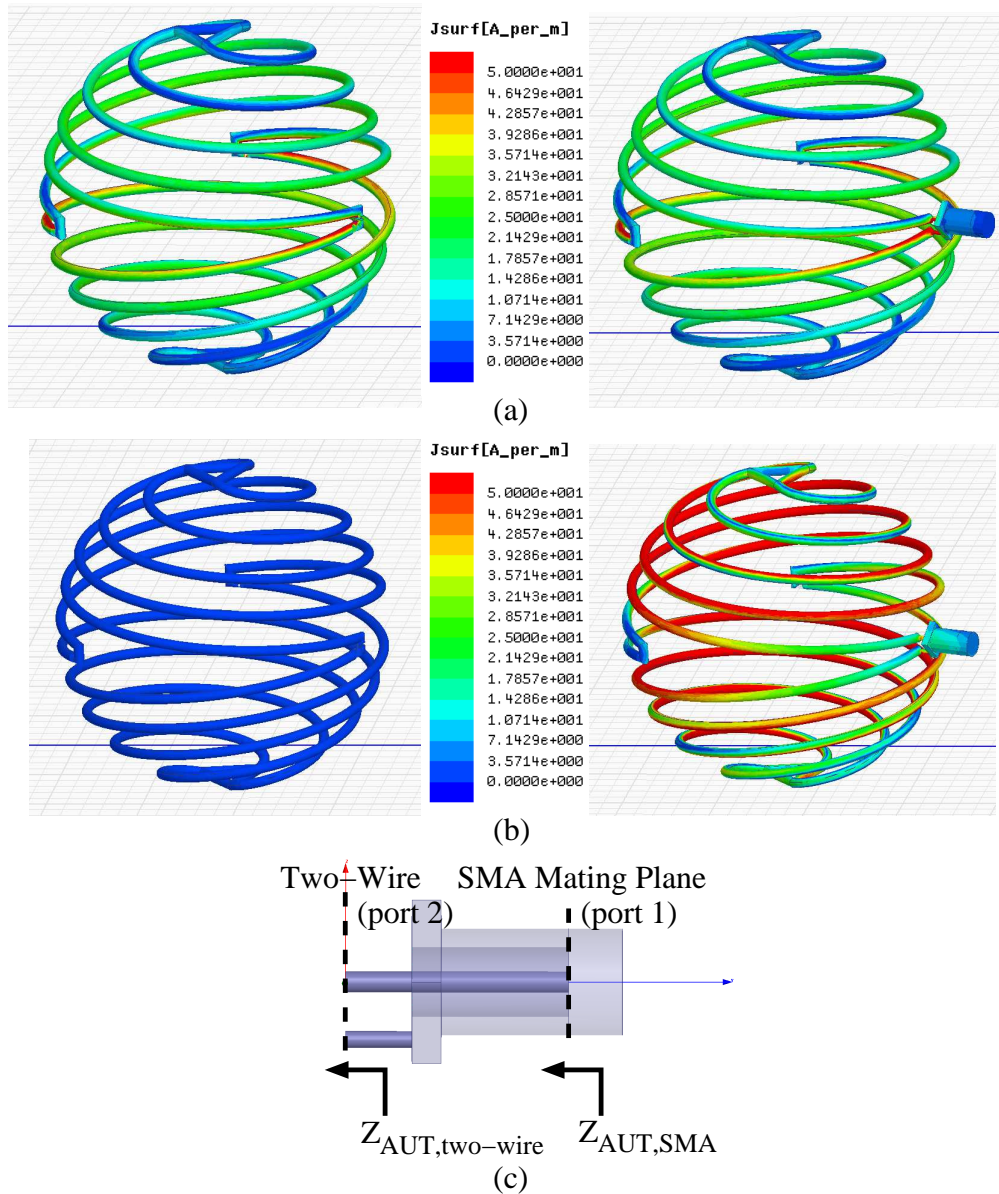 Jsurf[A_per_m]
5.0000e+001
4.6429e+001
4.2857e+001
3.9286e+001
3.5714e+001
3.2143e+001
2.8571e+001
2.5000e+001
2.1429e+001
1.7857e+001
1.4286e+001
1.0714e+001
7.1429e+000
3.5714e+000
0.0000e+000
(a)
Jsurf[A_per_m]
5.0000e+001
4.6429e+001
4.2857e+001
3.9286e+001
3.5714e+001
3.2143e+001
2.8571e+001
2.5000e+001
2.1429e+001
1.7857e+001
1.4286e+001
1.0714e+001
7.1429e+000
3.5714e+000
0.0000e+000
(b)
Two−Wire SMA Mating Plane
(port 2) (port 1)
Z_AUT,two−wire Z_AUT,SMA
(c)